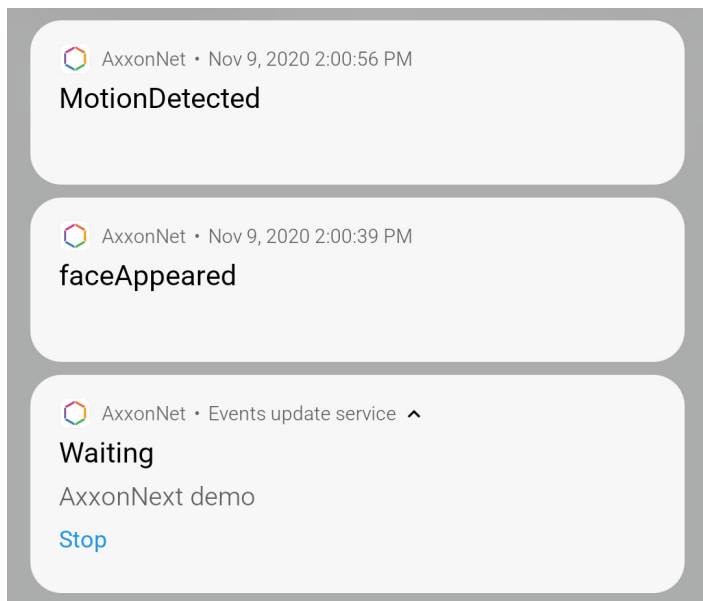 AxxonNet • Nov 9, 2020 2:00:56 PM
MotionDetected
AxxonNet • Nov 9, 2020 2:00:39 PM
faceAppeared
AxxonNet • Events update service
Waiting
AxxonNext demo
Stop